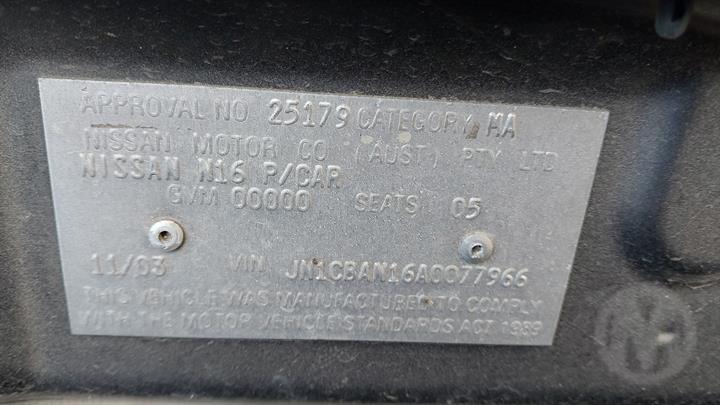 APPROVAL NO 25179 CATEGORY MA
NISSAN MOTOR CO (AUST) PTY LTD
NISSAN N16 P/CAR
GVM 00000 SEATS 05
11/03 VIN JN1CBAN16A0077966
THIS VEHICLE WAS MANUFACTURED TO COMPLY
WITH THE MOTOR VEHICLE STANDARDS ACT 1989